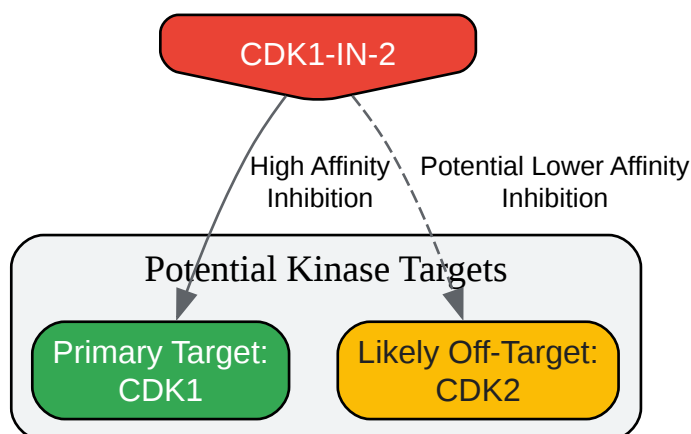 CDK1-IN-2
High Affinity
Inhibition
Potential Lower Affinity
Inhibition
Potential Kinase Targets
Primary Target:
CDK1
Likely Off-Target:
CDK2